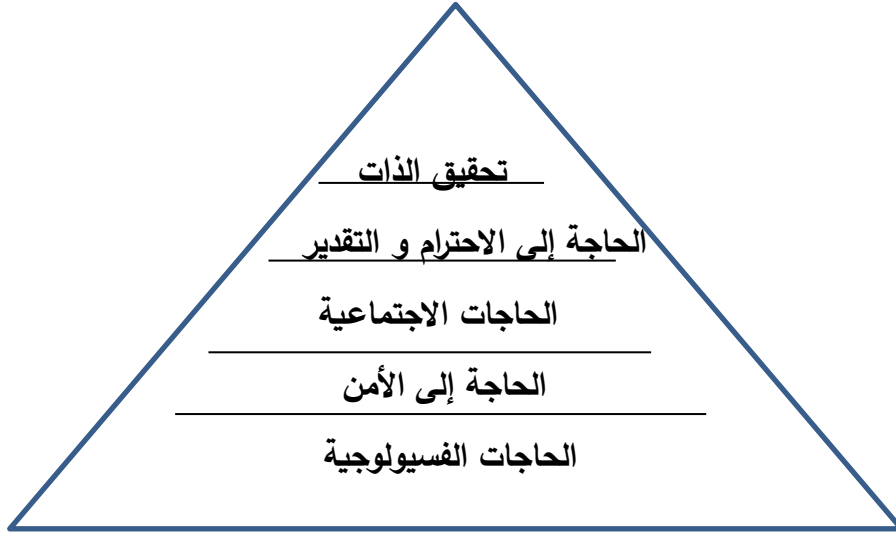 تحقيق الذات
الحاجة إلى الاحترام و التقدير
الحاجات الاجتماعية
الحاجة إلى الأمن
الحاجات الفسيولوجية